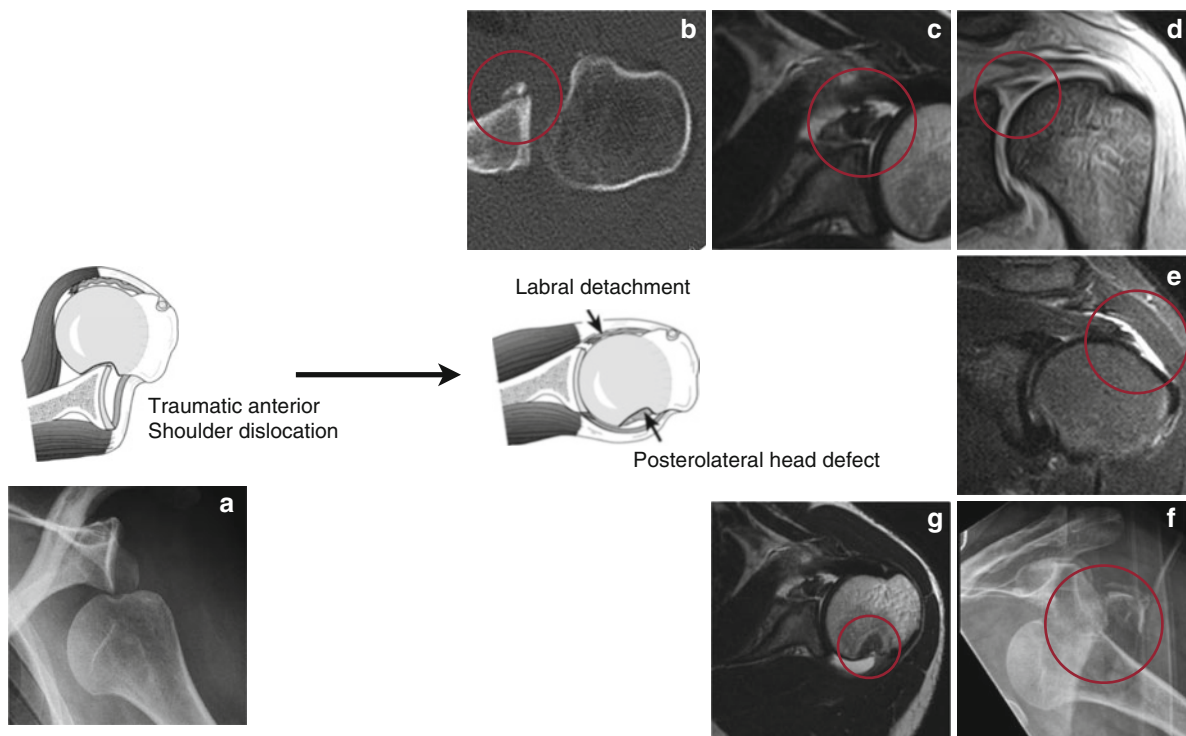 b
c
d
e
Labral detachment
Traumatic anterior
Shoulder dislocation
Posterolateral head defect
a
g
f